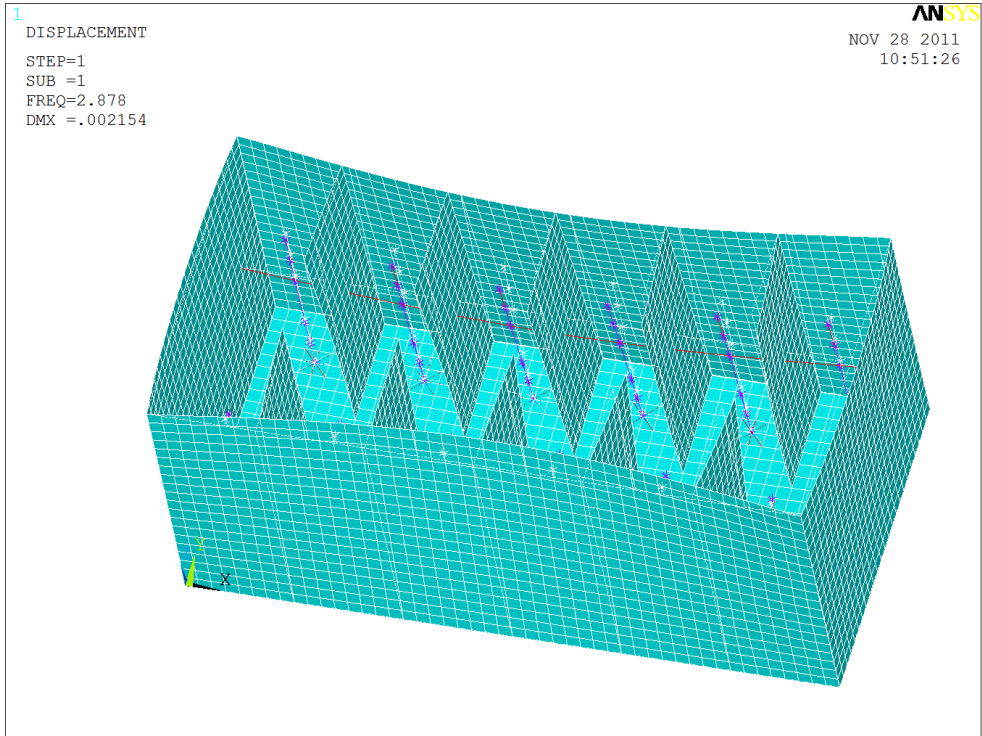 1
DISPLACEMENT
STEP=1
SUB =1
FREQ=2.878
DMX =.002154
ANSYS
NOV 28 2011
10:51:26
Y
X